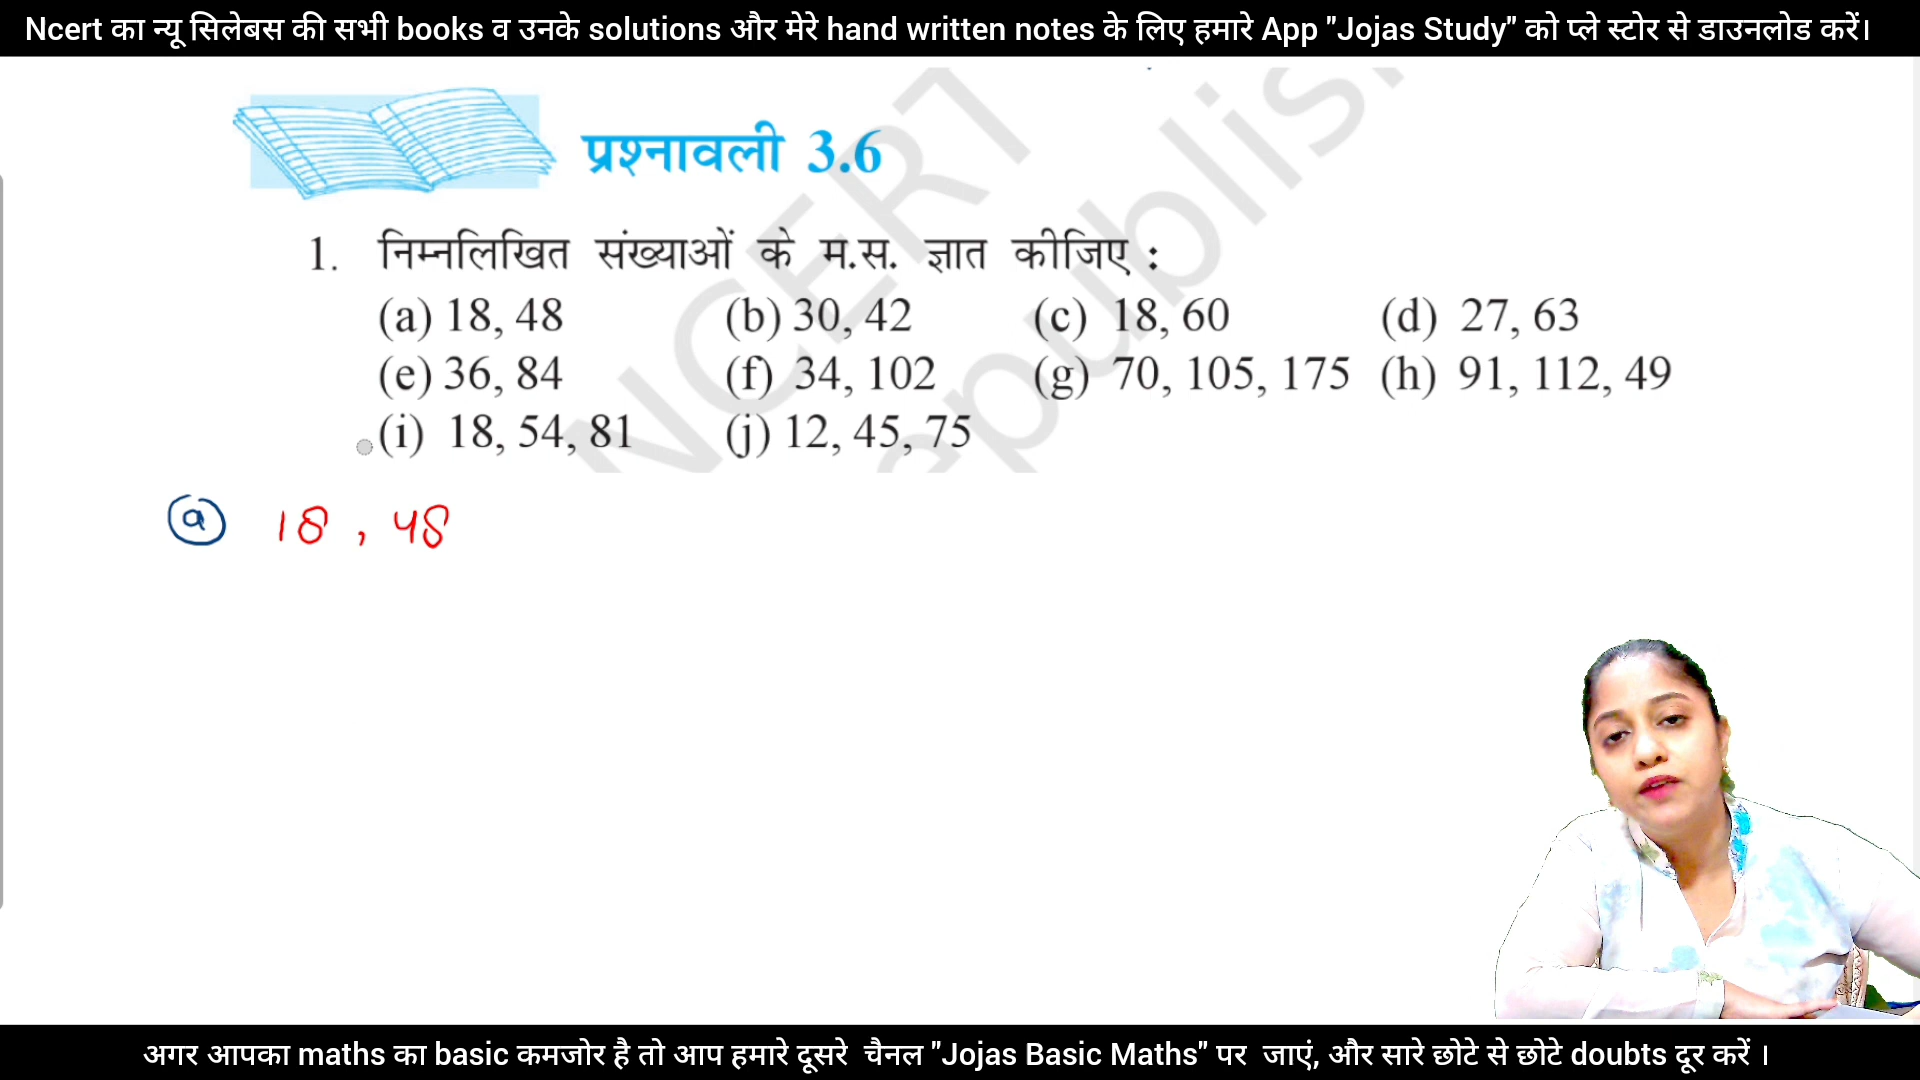 Ncert का न्यू सिलेबस की सभी books व उनके solutions और मेरे hand written notes के लिए हमारे App "Jojas Study" को प्ले स्टोर से डाउनलोड करें।
प्रश्नावली 3.6
1. निम्नलिखित संख्याओं के म.स. ज्ञात कीजिए :
(a) 18, 48 (b) 30, 42 (c) 18, 60 (d) 27, 63
(e) 36, 84 (f) 34, 102 (g) 70, 105, 175 (h) 91, 112, 49
(i) 18, 54, 81 (j) 12, 45, 75
a 18 , 48
अगर आपका maths का basic कमजोर है तो आप हमारे दूसरे चैनल "Jojas Basic Maths" पर जाएं, और सारे छोटे से छोटे doubts दूर करें ।